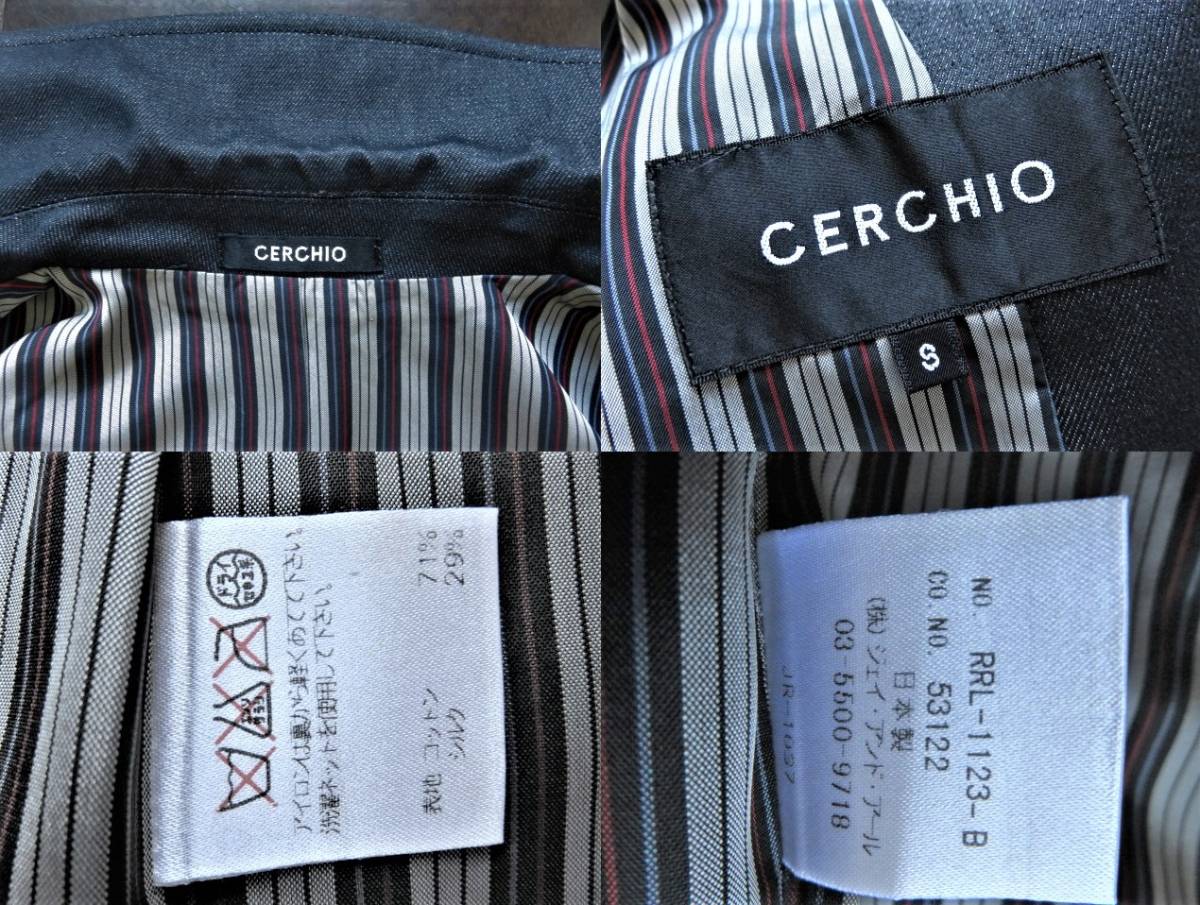 CERCHIO
CERCHIO
S
表地 コットン 71%
シルク 29%
アイロンは裏から軽くあてて下さい。
洗濯ネットを使用して下さい。
ドライ
NO. RRL-1123-B
CO.NO. 53122
日本製
(株)ジェイ・アンド・アール
03-5500-9718
JR-1097